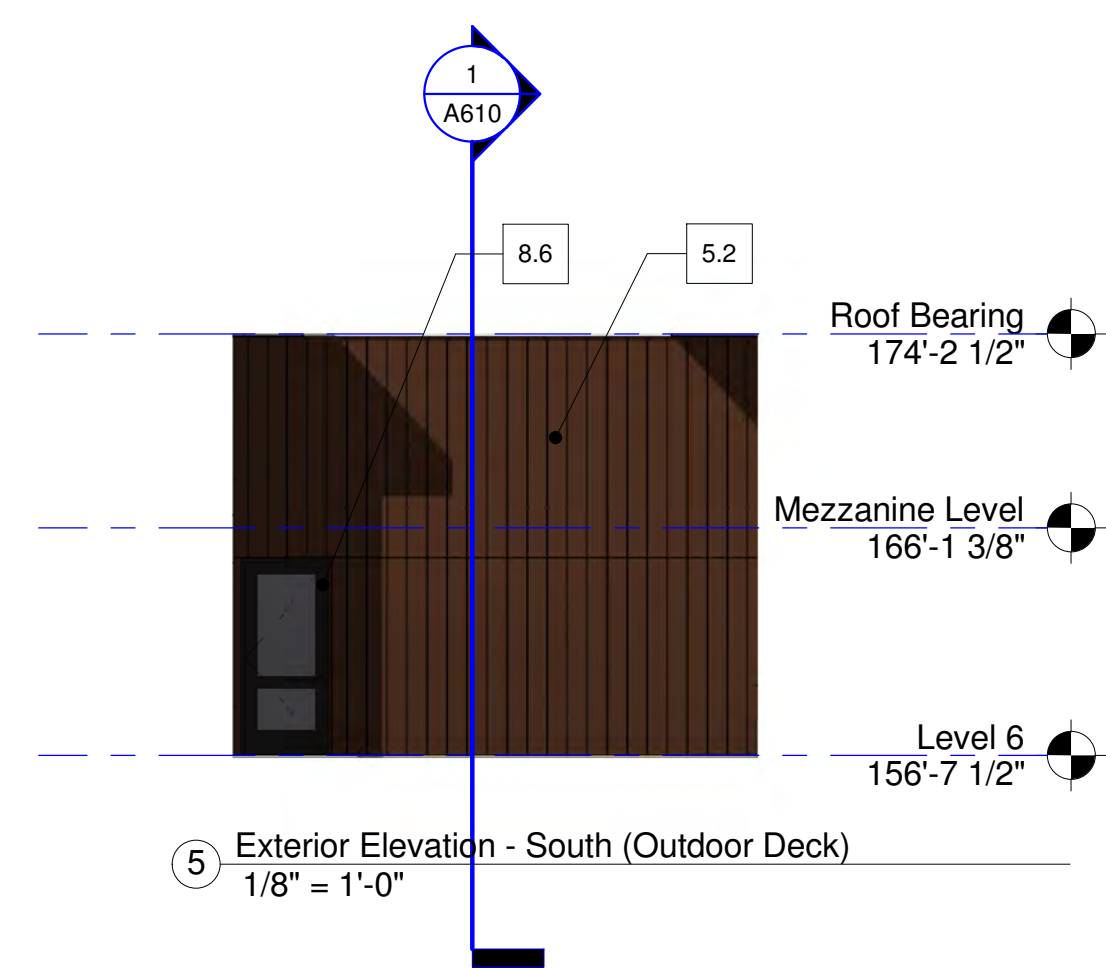 1
A610
8.6
5.2
Roof Bearing
174'-2 1/2"
Mezzanine Level
166'-1 3/8"
Level 6
156'-7 1/2"
5
Exterior Elevation - South (Outdoor Deck)
1/8" = 1'-0"